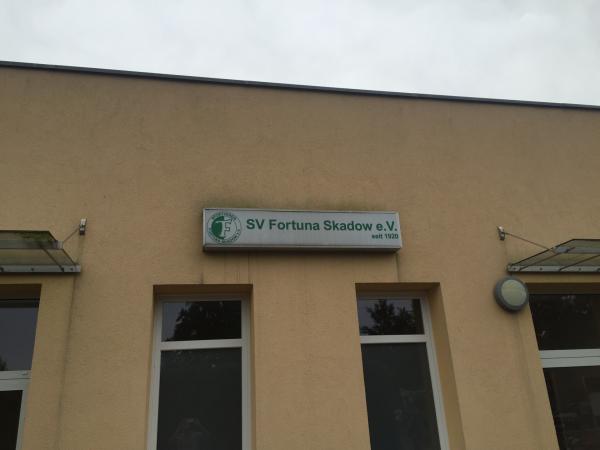 SV Fortuna Skadow e.V.
seit 1920
F